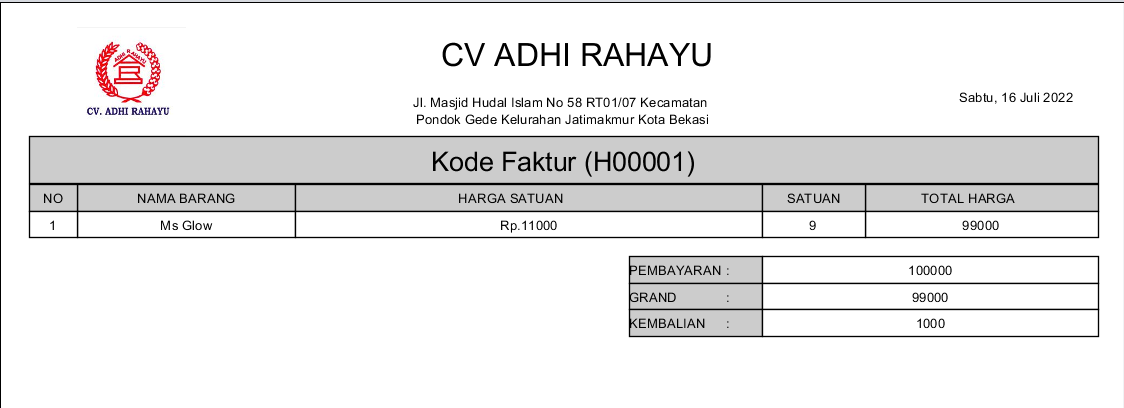 CV ADHI RAHAYU
ADHI RAHAYU
CV. ADHI RAHAYU
Jl. Masjid Hudal Islam No 58 RT01/07 Kecamatan
Pondok Gede Kelurahan Jatimakmur Kota Bekasi
Sabtu, 16 Juli 2022
Kode Faktur (H00001)
NO NAMA BARANG HARGA SATUAN SATUAN TOTAL HARGA
1 Ms Glow Rp.11000 9 99000
PEMBAYARAN : 100000
GRAND : 99000
KEMBALIAN : 1000